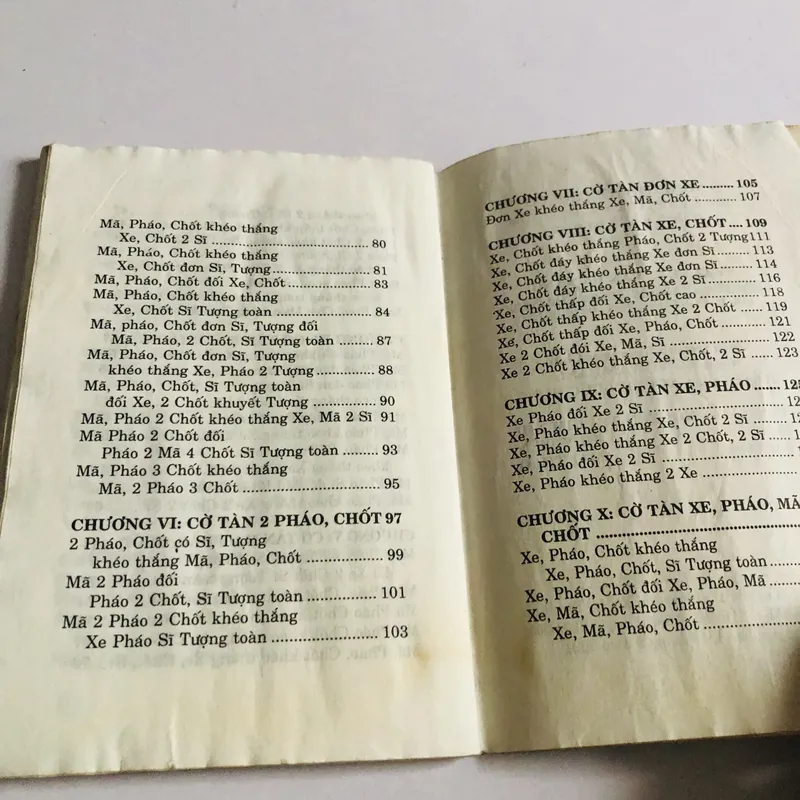 Mã, Pháo, Chốt khéo thắng
Xe, Chốt 2 Sĩ ................................ 80
Mã, Pháo, Chốt khéo thắng
Xe, Chốt đơn Sĩ, Tượng ................. 81
Mã, Pháo, Chốt đối Xe, Chốt ............. 83
Mã, Pháo, Chốt khéo thắng
Xe, Chốt Sĩ Tượng toàn ................ 84
Mã, pháo, Chốt đơn Sĩ, Tượng đối
Mã, Pháo, 2 Chốt, Sĩ Tượng toàn ....... 87
Mã, Pháo, Chốt đơn Sĩ, Tượng
khéo thắng Xe, Pháo 2 Tượng ......... 88
Mã, Pháo, Chốt, Sĩ Tượng toàn
đối Xe, 2 Chốt khuyết Tượng .......... 90
Mã, Pháo 2 Chốt khéo thắng Xe, Mã 2 Sĩ 91
Mã Pháo 2 Chốt đối
Pháo 2 Mã 4 Chốt Sĩ Tượng toàn ......... 93
Mã, Pháo 3 Chốt khéo thắng
Mã, 2 Pháo 3 Chốt ........................ 95
CHƯƠNG VI: CỜ TÀN 2 PHÁO, CHỐT 97
2 Pháo, Chốt có Sĩ, Tượng
khéo thắng Mã, Pháo, Chốt ............... 99
Mã 2 Pháo đối
Pháo 2 Chốt, Sĩ Tượng toàn .............. 101
Mã 2 Pháo 2 Chốt khéo thắng
Xe Pháo Sĩ Tượng toàn ..................... 103
CHƯƠNG VII: CỜ TÀN ĐƠN XE ......... 105
Đơn Xe khéo thắng Xe, Mã, Chốt ............ 107
CHƯƠNG VIII: CỜ TÀN XE, CHỐT .... 109
Xe, Chốt khéo thắng Pháo, Chốt 2 Tượng 111
Xe, Chốt đáy khéo thắng Xe đơn Sĩ ......... 113
Xe, Chốt đáy khéo thắng Xe đơn Sĩ ......... 114
Xe, Chốt đáy khéo thắng Xe 2 Sĩ ........... 116
Xe, Chốt thấp đối Xe, Chốt cao ............. 118
Xe, Chốt thấp khéo thắng Xe 2 Chốt ....... 119
Xe, Chốt thấp đối Xe, Pháo, Chốt .......... 121
Xe 2 Chốt đói Xe, Mã, Sĩ .................... 122
Xe 2 Chốt khéo thắng Xe, Chốt, 2 Sĩ ..... 123
CHƯƠNG IX: CỜ TÀN XE, PHÁO .......
Xe Pháo đối Xe 2 Sĩ .......................
Xe, Pháo khéo thắng Xe, Chốt 2 Sĩ ........
Xe, Pháo khéo thắng Xe 2 Chốt, 2 Sĩ .....
Xe, Pháo đối Xe 2 Sĩ .......................
Xe, Pháo khéo thắng 2 Xe .................
CHƯƠNG X: CỜ TÀN XE, PHÁO, MÃ
CHỐT ....................................
Xe, Pháo, Chốt khéo thắng
Xe, Pháo, Chốt, Sĩ Tượng toàn ..........
Xe, Pháo, Chốt đối Xe, Pháo, Mã ..........
Xe, Mã, Chốt khéo thắng
Xe, Mã, Pháo, Chốt ......................